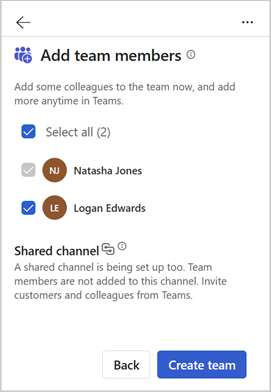 Add team members
Add some colleagues to the team now, and add
more anytime in Teams.
Select all (2)
NJ Natasha Jones
LE Logan Edwards
Shared channel
A shared channel is being set up too. Team
members are not added to this channel. Invite
customers and colleagues from Teams.
Back Create team